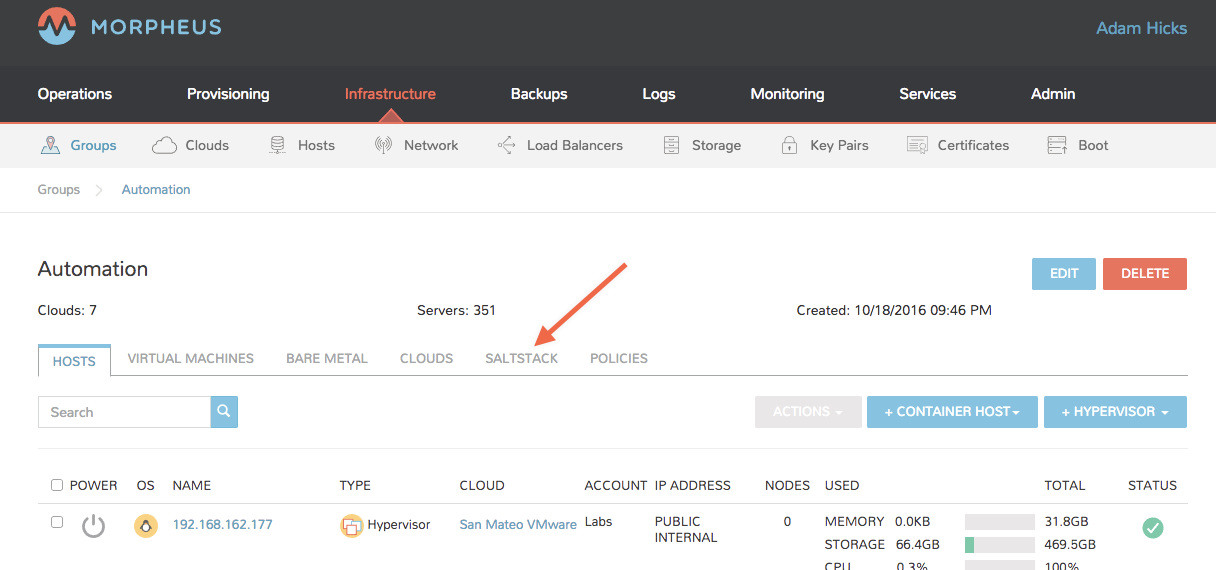 MORPHEUS
Adam Hicks
Operations Provisioning Infrastructure Backups Logs Monitoring Services Admin
Groups Clouds Hosts Network Load Balancers Storage Key Pairs Certificates Boot
Groups Automation
Automation
EDIT DELETE
Clouds: 7 Servers: 351 Created: 10/18/2016 09:46 PM
HOSTS VIRTUAL MACHINES BARE METAL CLOUDS SALTSTACK POLICIES
Search ACTIONS + CONTAINER HOST + HYPERVISOR
POWER OS NAME TYPE CLOUD ACCOUNT IP ADDRESS NODES USED TOTAL STATUS
192.168.162.177 Hypervisor San Mateo VMware Labs PUBLIC 0 MEMORY 0.0KB 31.8GB
INTERNAL STORAGE 66.4GB 469.5GB
CPU 0.3% 100%